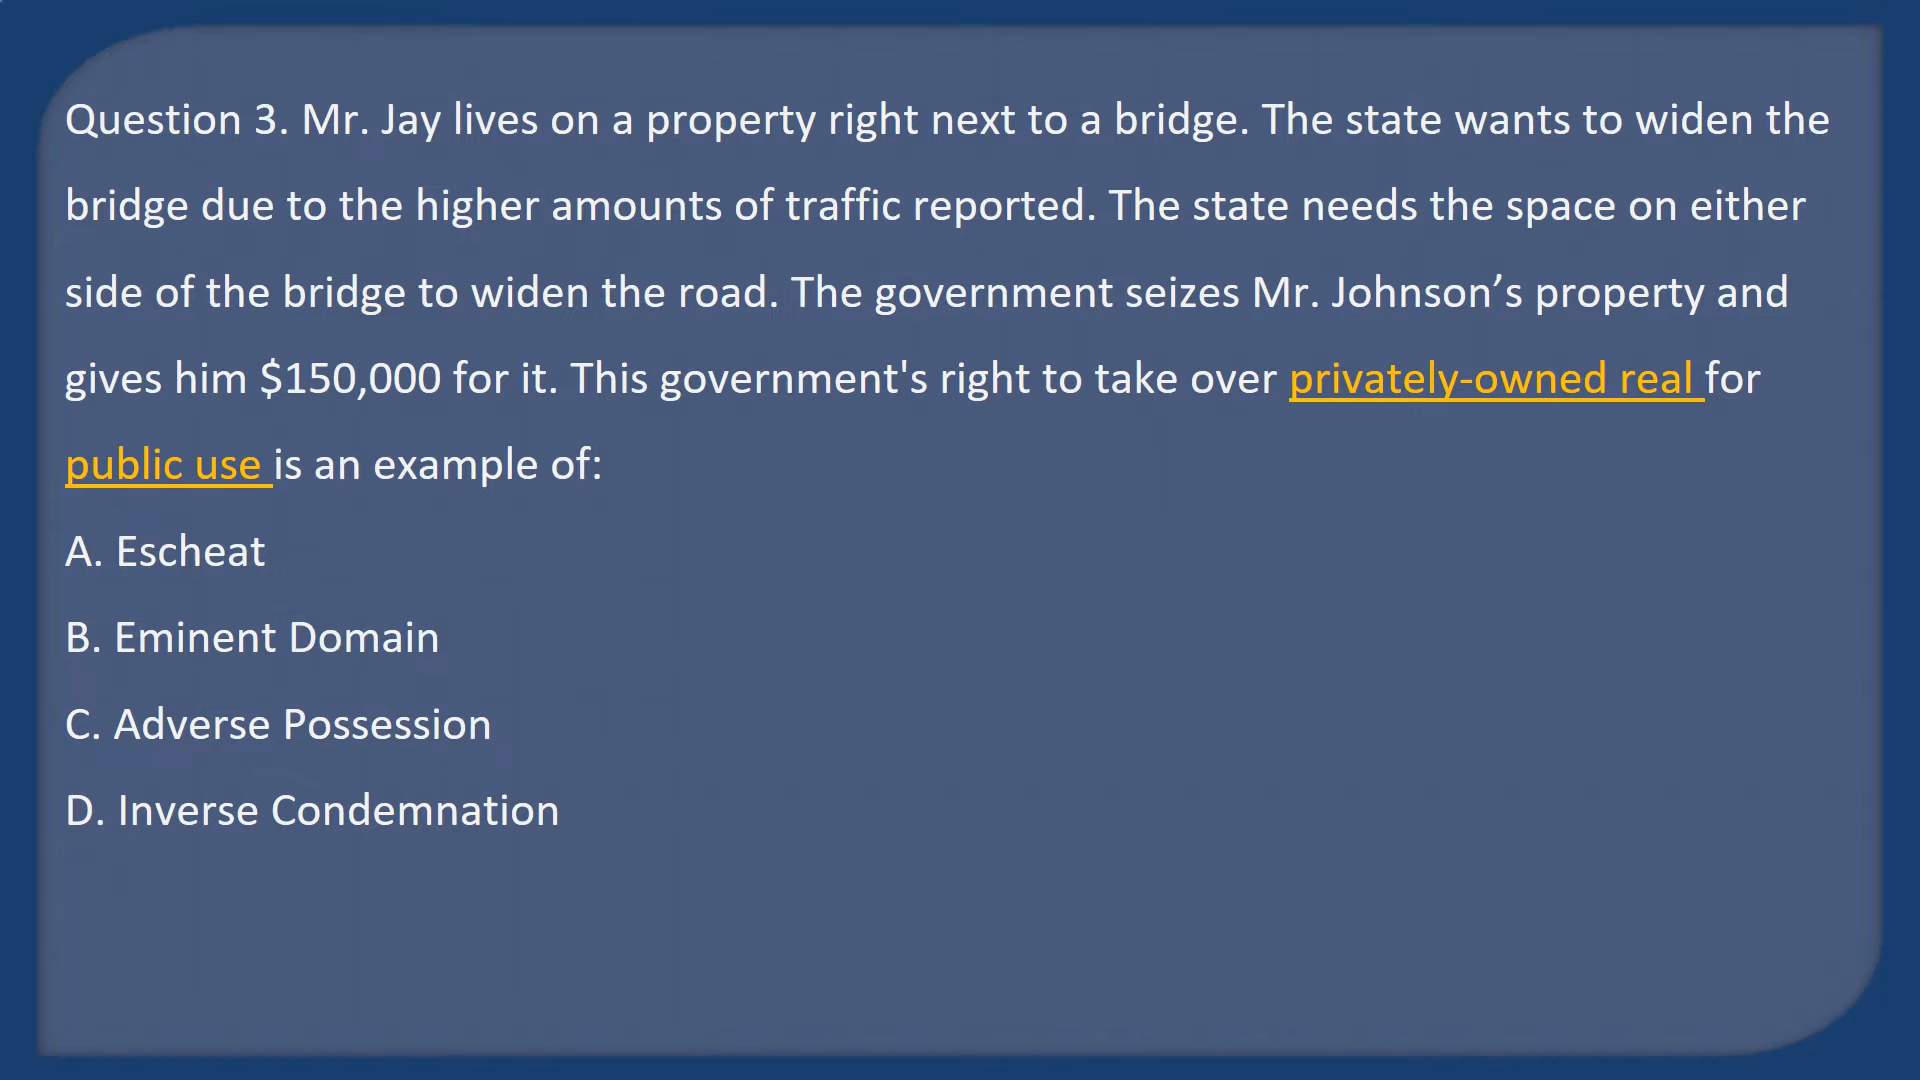 Question 3. Mr. Jay lives on a property right next to a bridge. The state wants to widen the
bridge due to the higher amounts of traffic reported. The state needs the space on either
side of the bridge to widen the road. The government seizes Mr. Johnson’s property and
gives him $150,000 for it. This government's right to take over privately-owned real for
public use is an example of:
A. Escheat
B. Eminent Domain
C. Adverse Possession
D. Inverse Condemnation